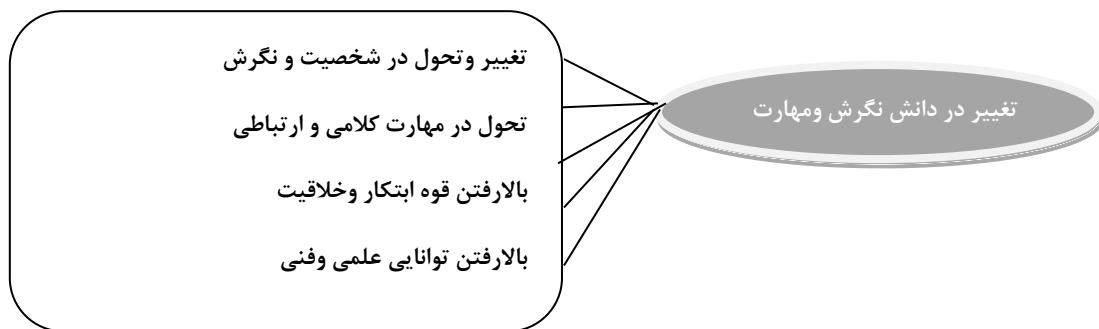 تغییر در دانش نگرش ومهارت
تغییر وتحول در شخصیت و نگرش
تحول در مهارت کلامی و ارتباطی
بالارفتن قوه ابتکار وخلاقیت
بالارفتن توانایی علمی وفنی